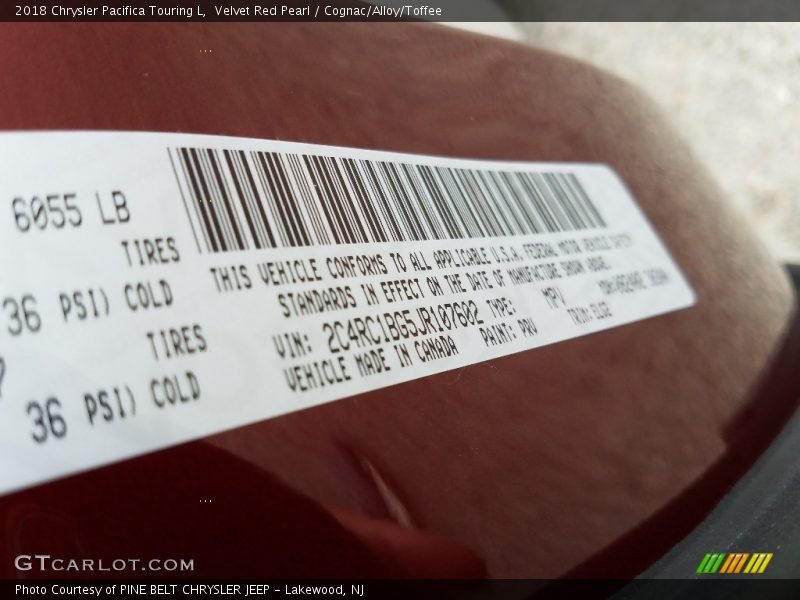 2018 Chrysler Pacifica Touring L,  Velvet Red Pearl / Cognac/Alloy/Toffee
6055 LB
TIRES
36 PSI) COLD
TIRES
36 PSI) COLD
THIS VEHICLE CONFORMS TO ALL APPLICABLE U.S.A. FEDERAL MOTOR VEHICLE SAFETY
STANDARDS IN EFFECT ON THE DATE OF MANUFACTURE SHOWN ABOVE.
VIN: 2C4RC1BG5JR107602 TYPE: MPV
VEHICLE MADE IN CANADA PAINT: PRV TRIM:
GTCARLOT.COM
Photo Courtesy of PINE BELT CHRYSLER JEEP - Lakewood, NJ